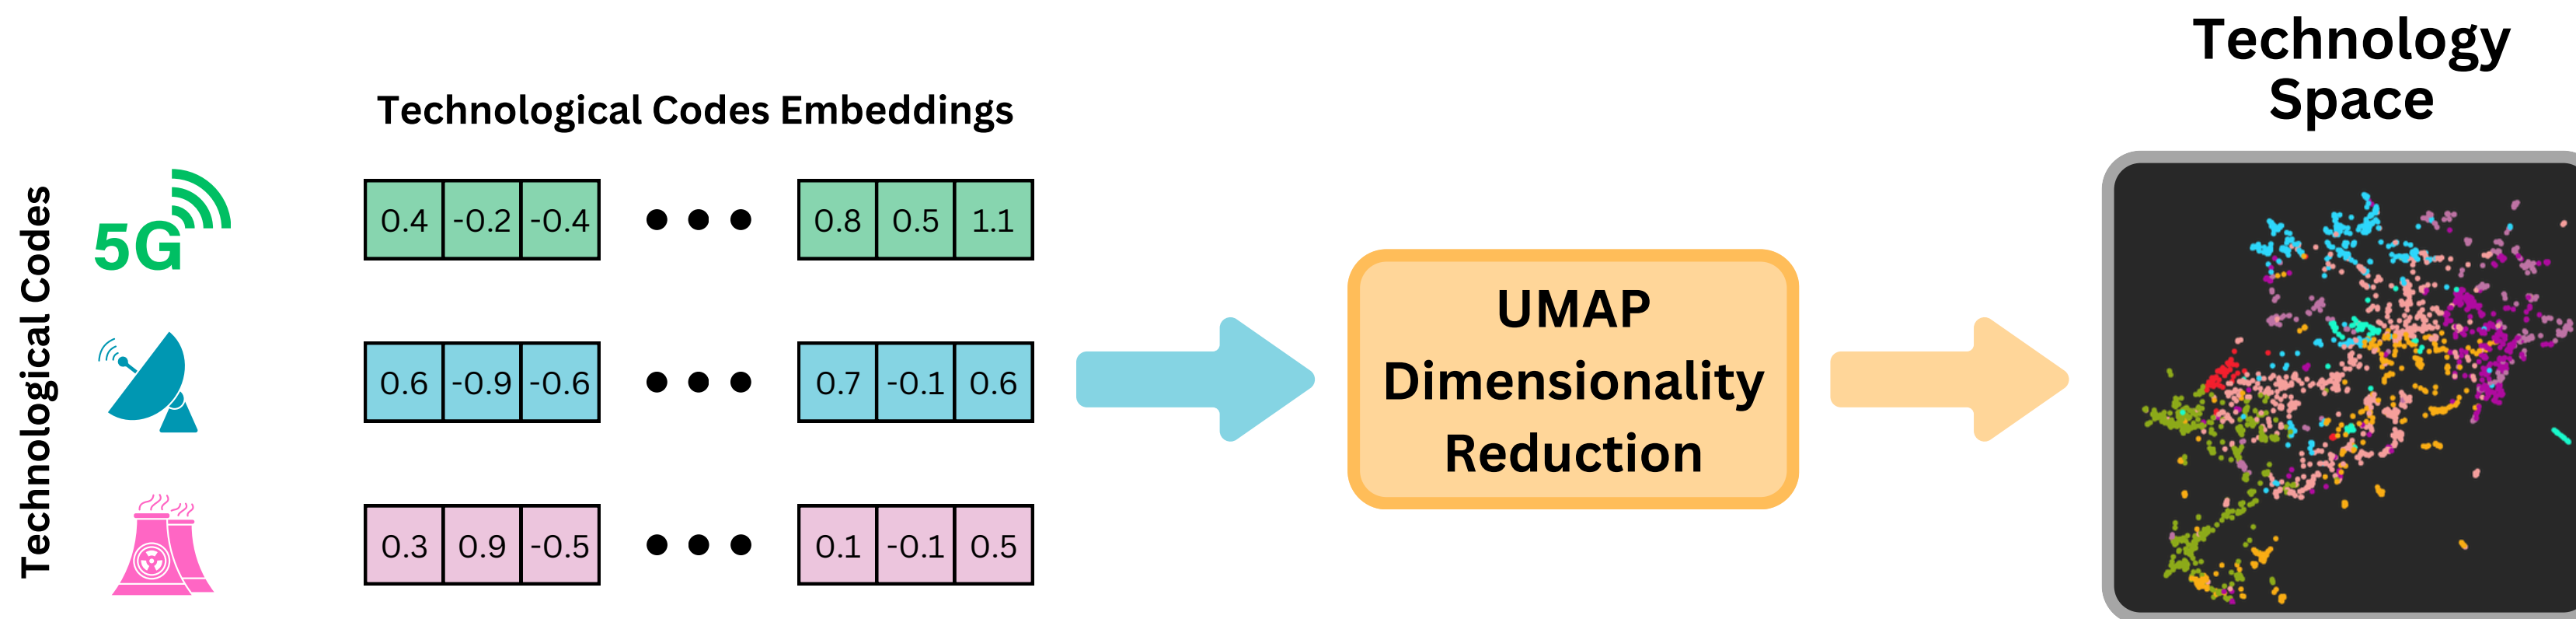 Technology
Space
Technological Codes Embeddings
Technological Codes
5G
0.4 -0.2 -0.4 0.8 0.5 1.1
0.6 -0.9 -0.6 0.7 -0.1 0.6
0.3 0.9 -0.5 0.1 -0.1 0.5
UMAP
Dimensionality
Reduction